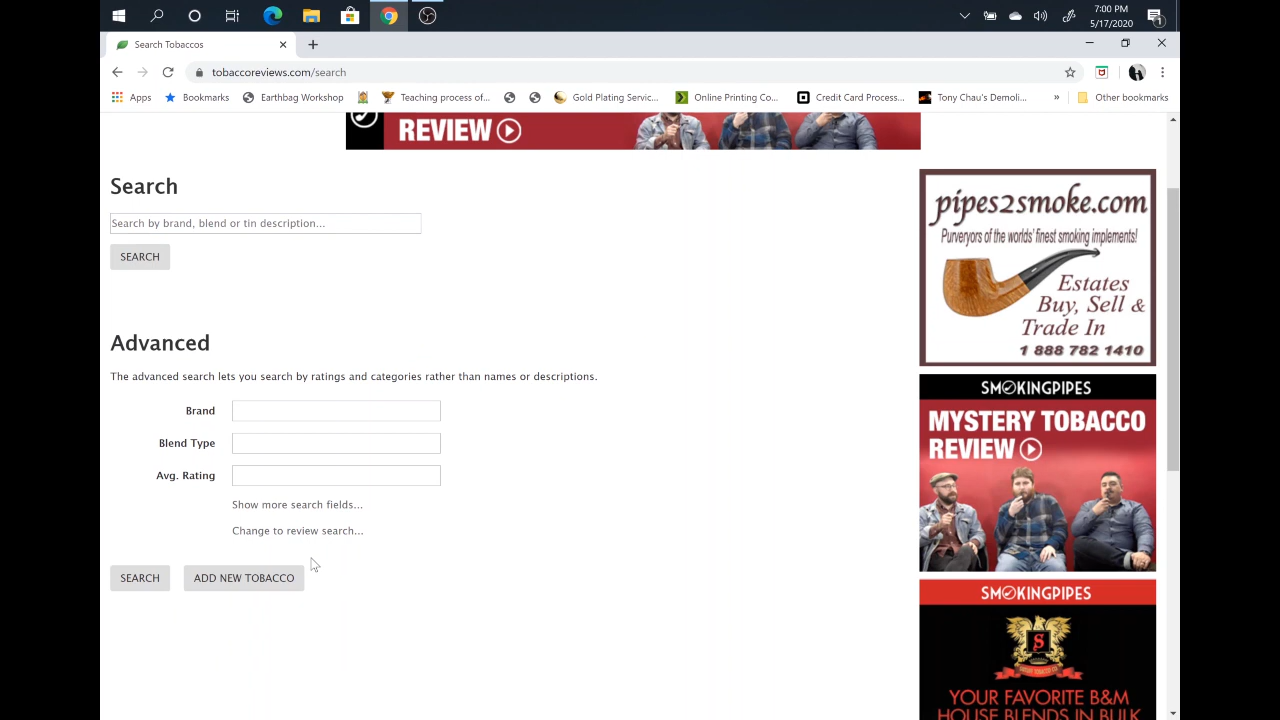 7:00 PM
5/17/2020
Search Tobaccos
tobaccoreviews.com/search
Apps
Bookmarks
Earthbag Workshop
Teaching process of...
Gold Plating Servic...
Online Printing Co...
Credit Card Process...
Tony Chau's Demoli...
»
Other bookmarks
REVIEW
Search
Search by brand, blend or tin description...
SEARCH
Advanced
The advanced search lets you search by ratings and categories rather than names or descriptions.
Brand
Blend Type
Avg. Rating
Show more search fields...
Change to review search...
SEARCH
ADD NEW TOBACCO
pipes2smoke.com
Purveryors of the worlds' finest smoking implements!
Estates
Buy, Sell &
Trade In
1 888 782 1410
SMOKINGPIPES
MYSTERY TOBACCO
REVIEW
SMOKINGPIPES
S
YOUR FAVORITE B&M
HOUSE BLENDS IN BULK